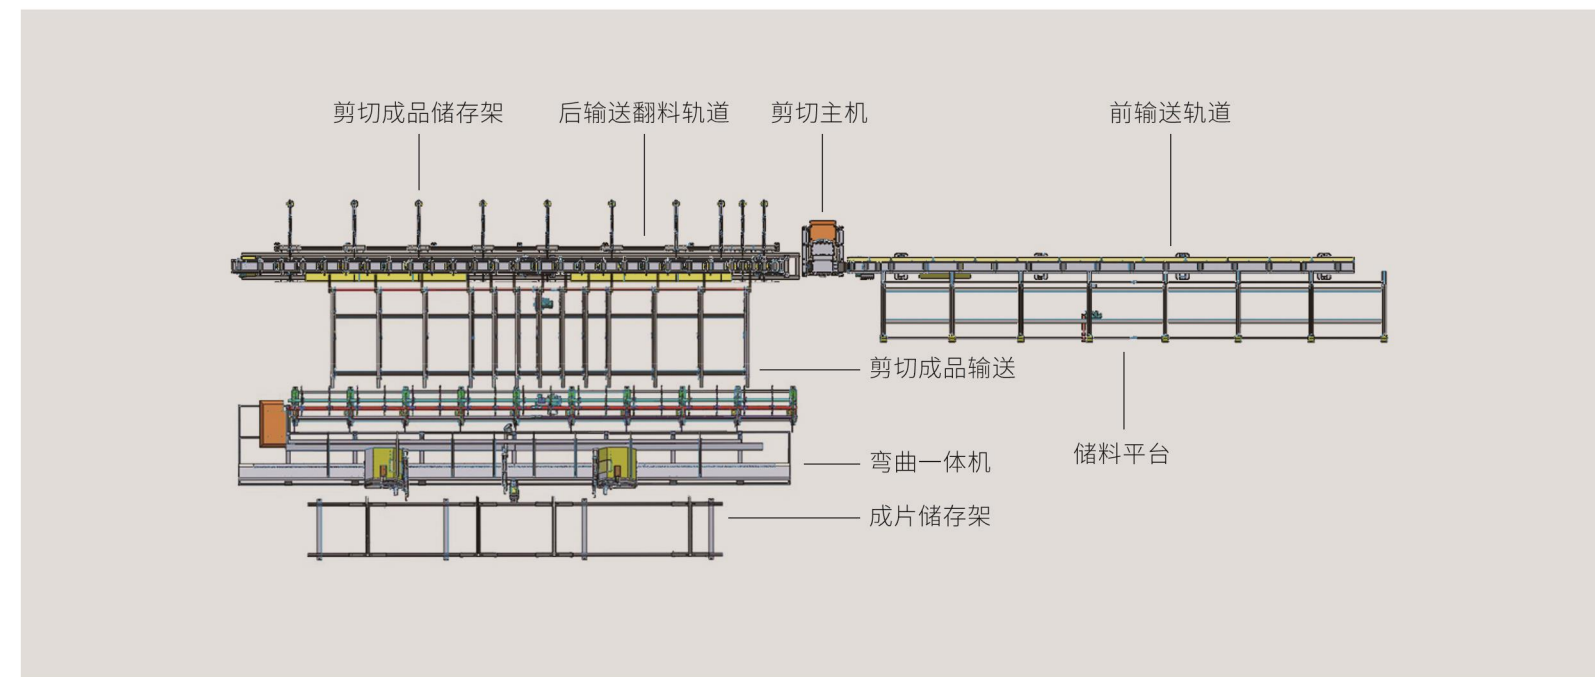 剪切成品储存架
后输送翻料轨道
剪切主机
前输送轨道
剪切成品输送
储料平台
弯曲一体机
成片储存架